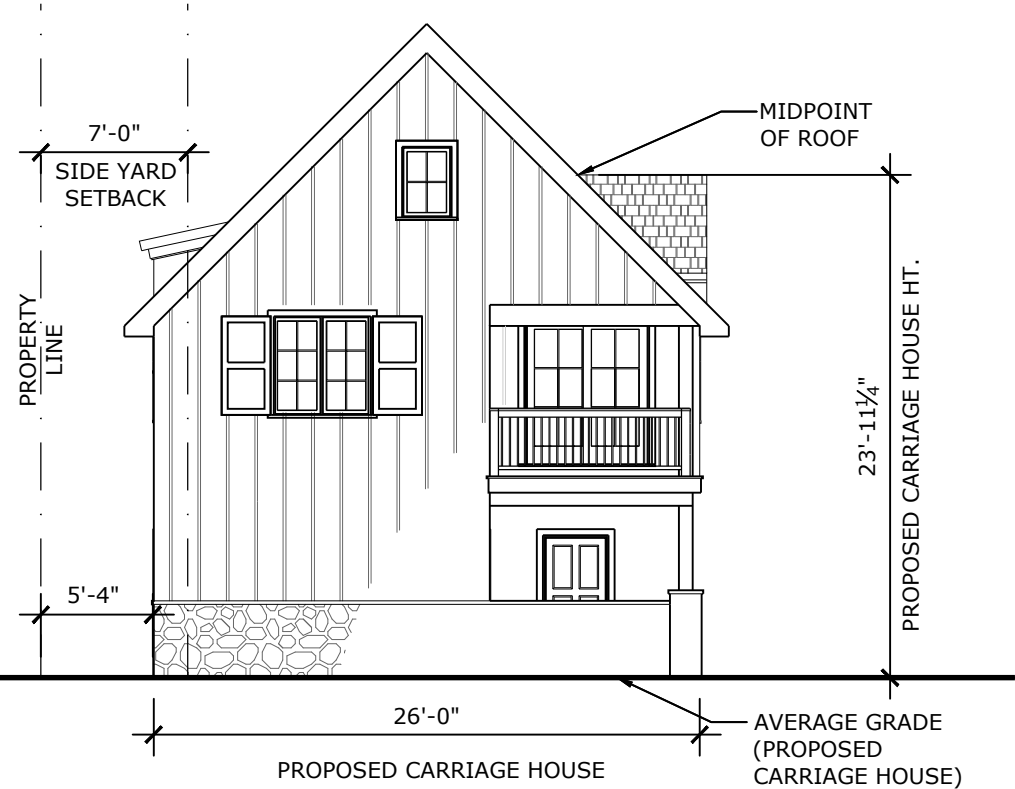 MIDPOINT
OF ROOF
7'-0"
SIDE YARD
SETBACK
PROPERTY
LINE
23'-11¼"
PROPOSED CARRIAGE HOUSE HT.
5'-4"
26'-0"
PROPOSED CARRIAGE HOUSE
AVERAGE GRADE
(PROPOSED
CARRIAGE HOUSE)